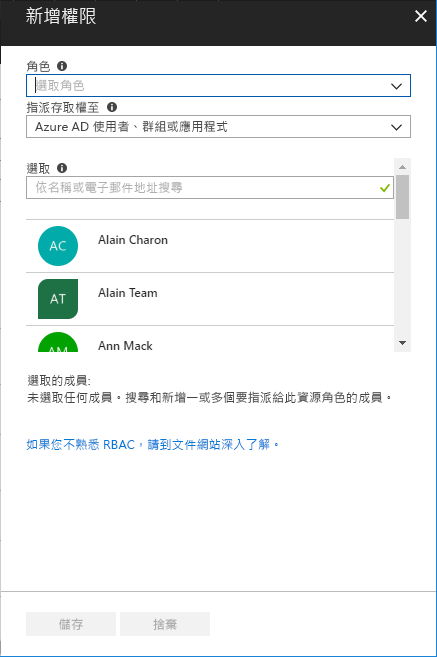 新增權限
角色
選取角色
指派存取權至
Azure AD 使用者、群組或應用程式
選取
依名稱或電子郵件地址搜尋
AC
Alain Charon
AT
Alain Team
AM
Ann Mack
選取的成員:
未選取任何成員。搜尋和新增一或多個要指派給此資源角色的成員。
如果您不熟悉 RBAC，請到文件網站深入了解。
儲存 捨棄